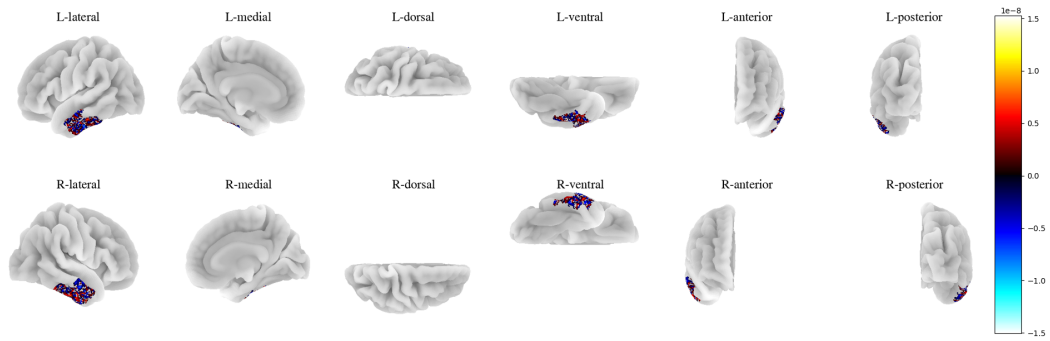 L-lateral
L-medial
L-dorsal
L-ventral
L-anterior
L-posterior
R-lateral
R-medial
R-dorsal
R-ventral
R-anterior
R-posterior
1e−8
1.5
1.0
0.5
0.0
−0.5
−1.0
−1.5